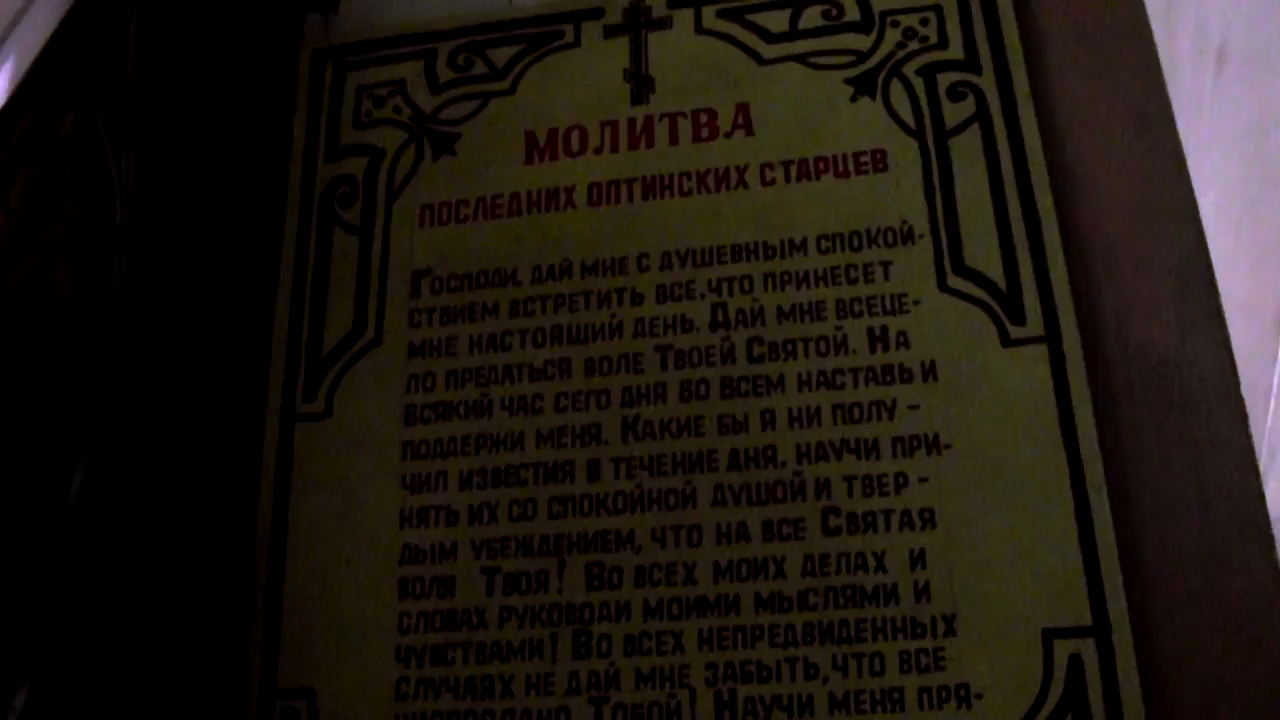 МОЛИТВА
ПОСЛЕДНИХ ОПТИНСКИХ СТАРЦЕВ
ГОСПОДИ, ДАЙ МНЕ С ДУШЕВНЫМ СПОКОЙ-
СТВИЕМ ВСТРЕТИТЬ ВСЕ, ЧТО ПРИНЕСЕТ
МНЕ НАСТОЯЩИЙ ДЕНЬ. ДАЙ МНЕ ВСЕЦЕ-
ЛО ПРЕДАТЬСЯ ВОЛЕ ТВОЕЙ СВЯТОЙ. НА
ВСЯКИЙ ЧАС СЕГО ДНЯ ВО ВСЕМ НАСТАВЬ И
ПОДДЕРЖИ МЕНЯ. КАКИЕ БЫ Я НИ ПОЛУ-
ЧИЛ ИЗВЕСТИЯ В ТЕЧЕНИЕ ДНЯ, НАУЧИ ПРИ-
НЯТЬ ИХ СО СПОКОЙНОЙ ДУШОЙ И ТВЕР-
ДЫМ УБЕЖДЕНИЕМ, ЧТО НА ВСЕ СВЯТАЯ
ВОЛЯ ТВОЯ! ВО ВСЕХ МОИХ ДЕЛАХ И
СЛОВАХ РУКОВОДИ МОИМИ МЫСЛЯМИ И
ЧУВСТВАМИ! ВО ВСЕХ НЕПРЕДВИДЕННЫХ
СЛУЧАЯХ НЕ ДАЙ МНЕ ЗАБЫТЬ, ЧТО ВСЕ
НИСПОСЛАНО ТОБОЙ! НАУЧИ МЕНЯ ПРЯ-